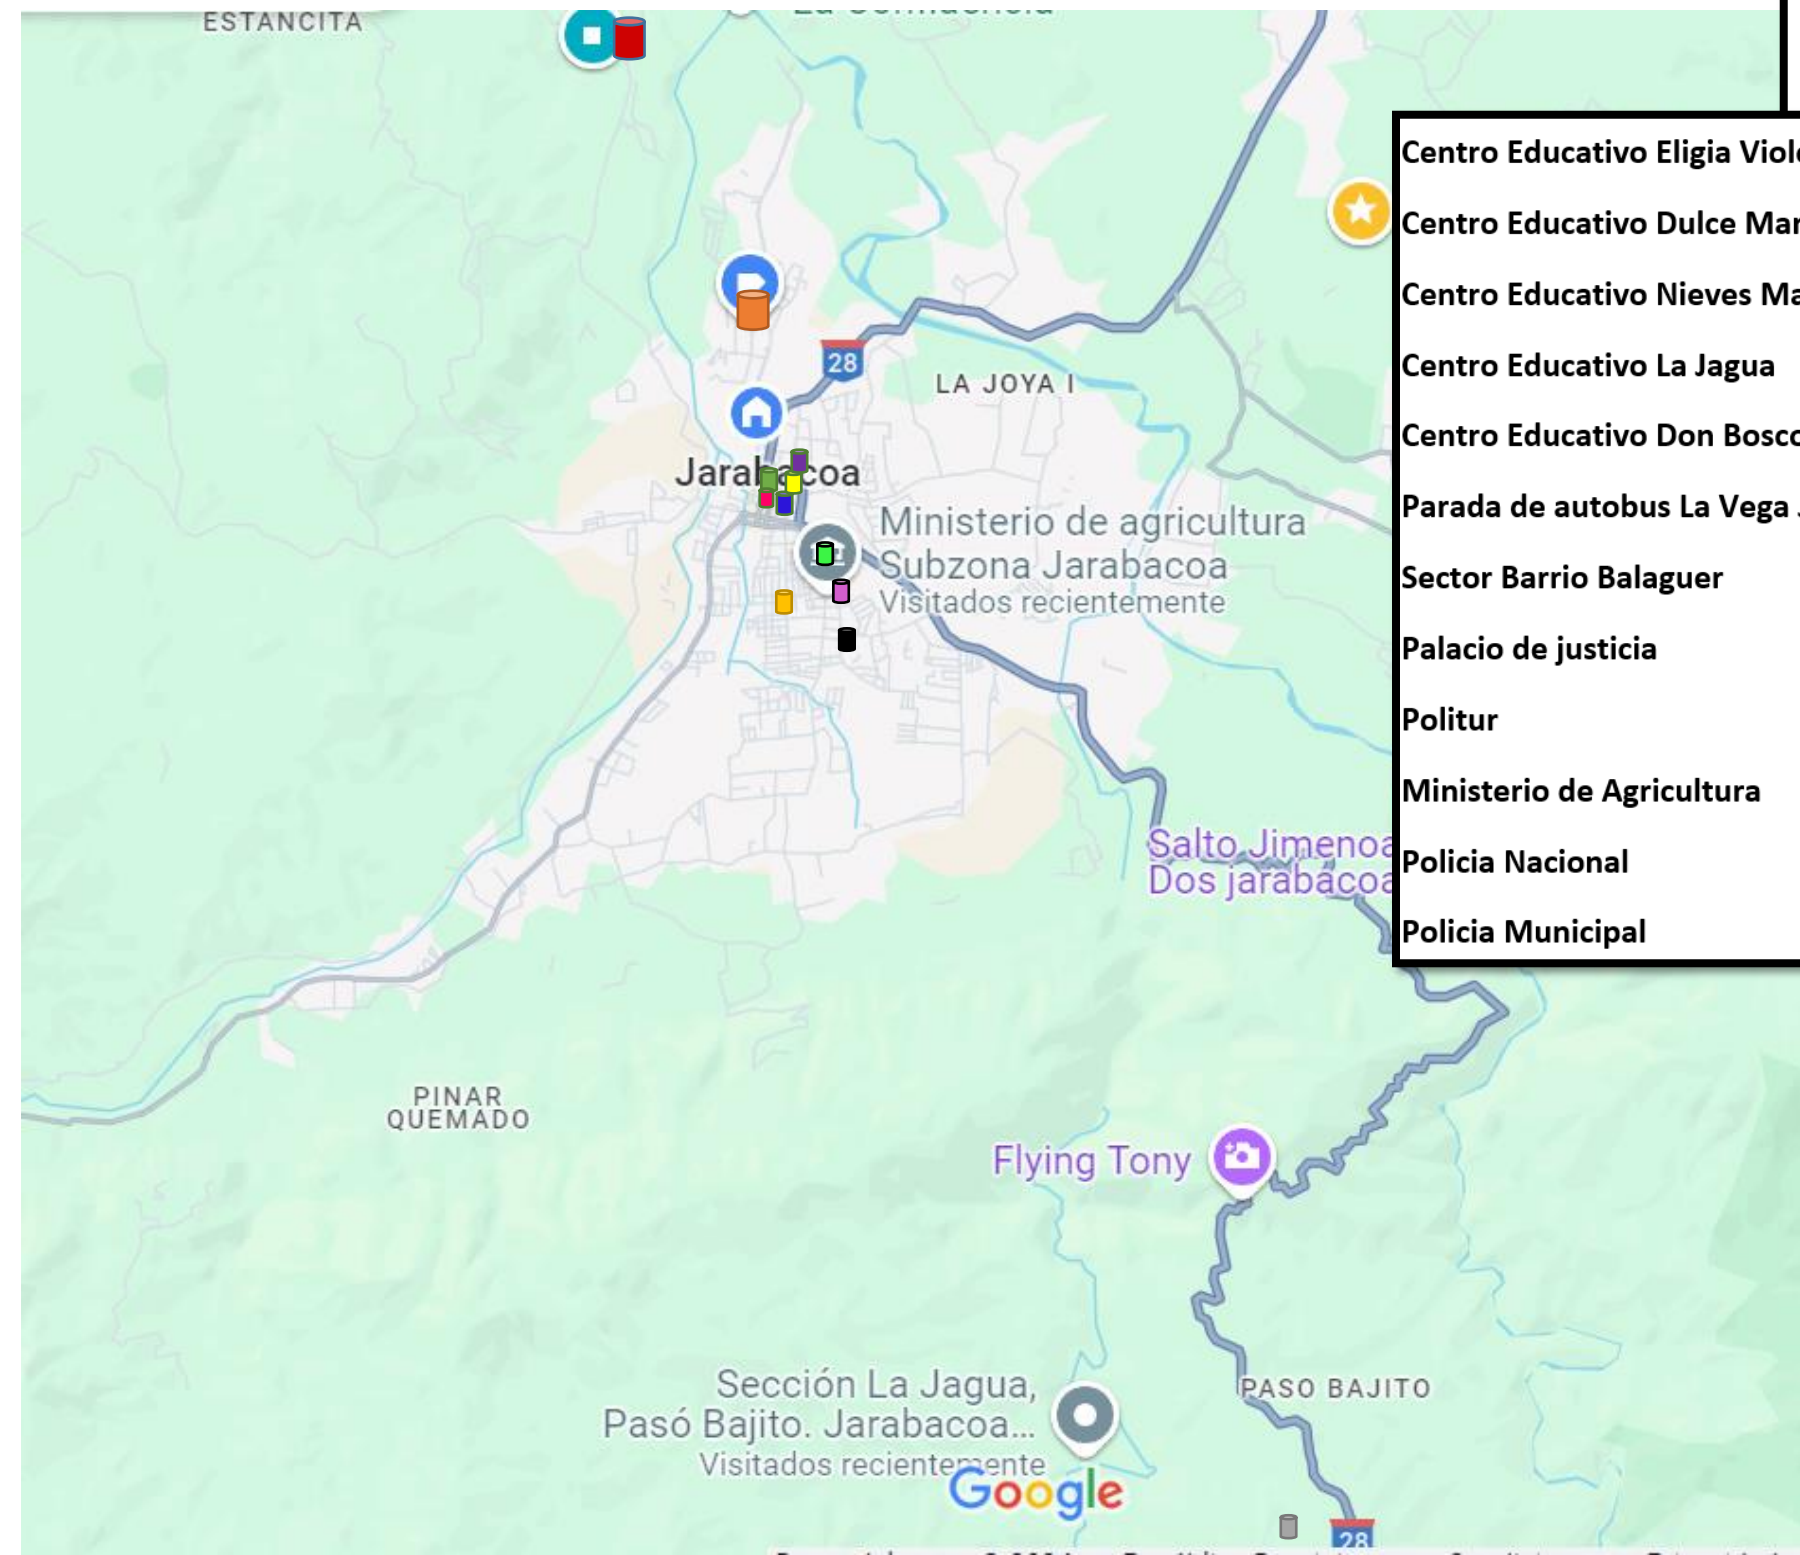 ESTANCITA
28
LA JOYA I
Jarabacoa
Ministerio de agricultura
Subzona Jarabacoa
Visitados recientemente
Salto Jimenoa
Dos jarabacoa
PINAR
QUEMADO
Flying Tony
PASO BAJITO
Sección La Jagua,
Pasó Bajito. Jarabacoa...
Visitados recientemente
Google
28
Centro Educativo Eligia Viole
Centro Educativo Dulce Mar
Centro Educativo Nieves Ma
Centro Educativo La Jagua
Centro Educativo Don Bosco
Parada de autobus La Vega
Sector Barrio Balaguer
Palacio de justicia
Politur
Ministerio de Agricultura
Policia Nacional
Policia Municipal